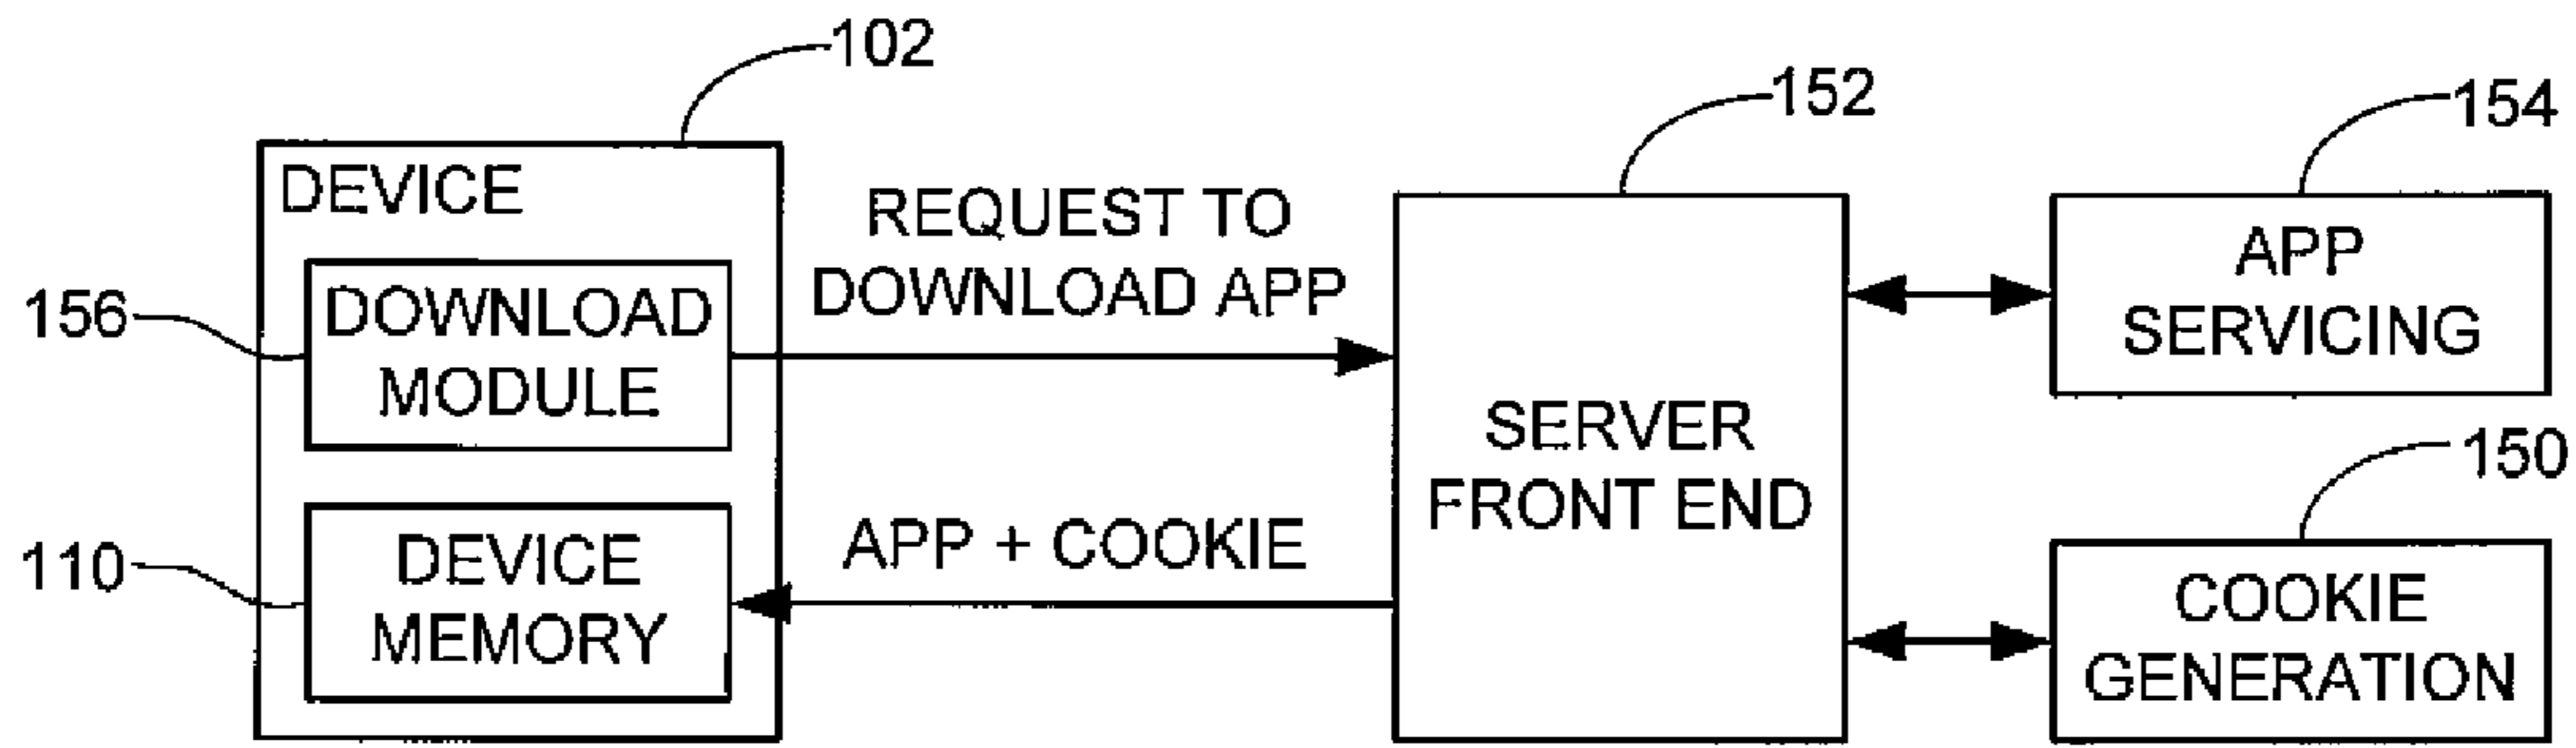 102
152
154
DEVICE
REQUEST TO
DOWNLOAD APP
156
DOWNLOAD
MODULE
APP
SERVICING
SERVER
FRONT END
150
110
DEVICE
MEMORY
APP + COOKIE
COOKIE
GENERATION